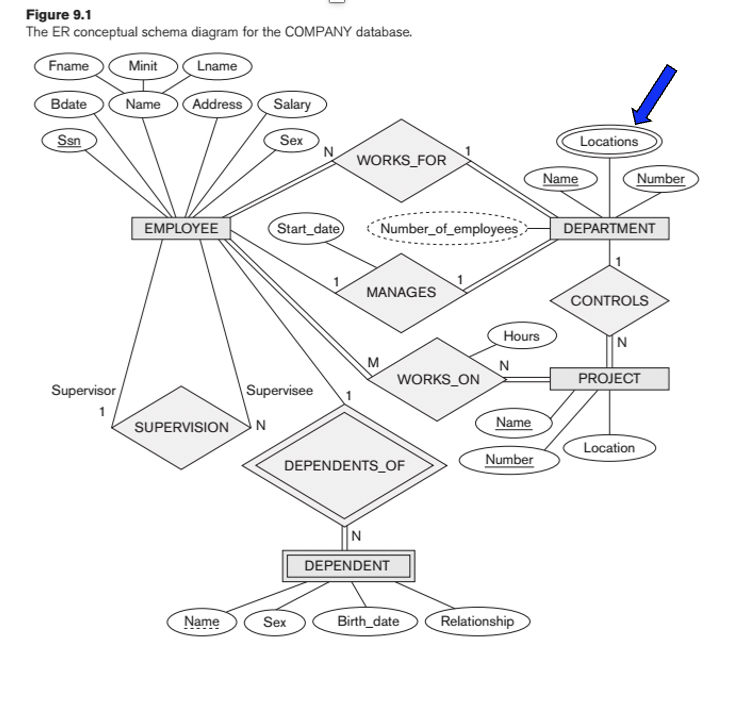 Figure 9.1
The ER conceptual schema diagram for the COMPANY database.
Fname
Minit
Lname
Bdate
Name
Address
Salary
Ssn
Sex
N
WORKS_FOR
1
Locations
Name
Number
EMPLOYEE
Start_date
Number_of_employees
DEPARTMENT
1
MANAGES
1
1
CONTROLS
N
Hours
M
WORKS_ON
N
PROJECT
Supervisor
1
Supervisee
N
SUPERVISION
1
Name
Number
Location
DEPENDENTS_OF
N
DEPENDENT
Name
Sex
Birth_date
Relationship